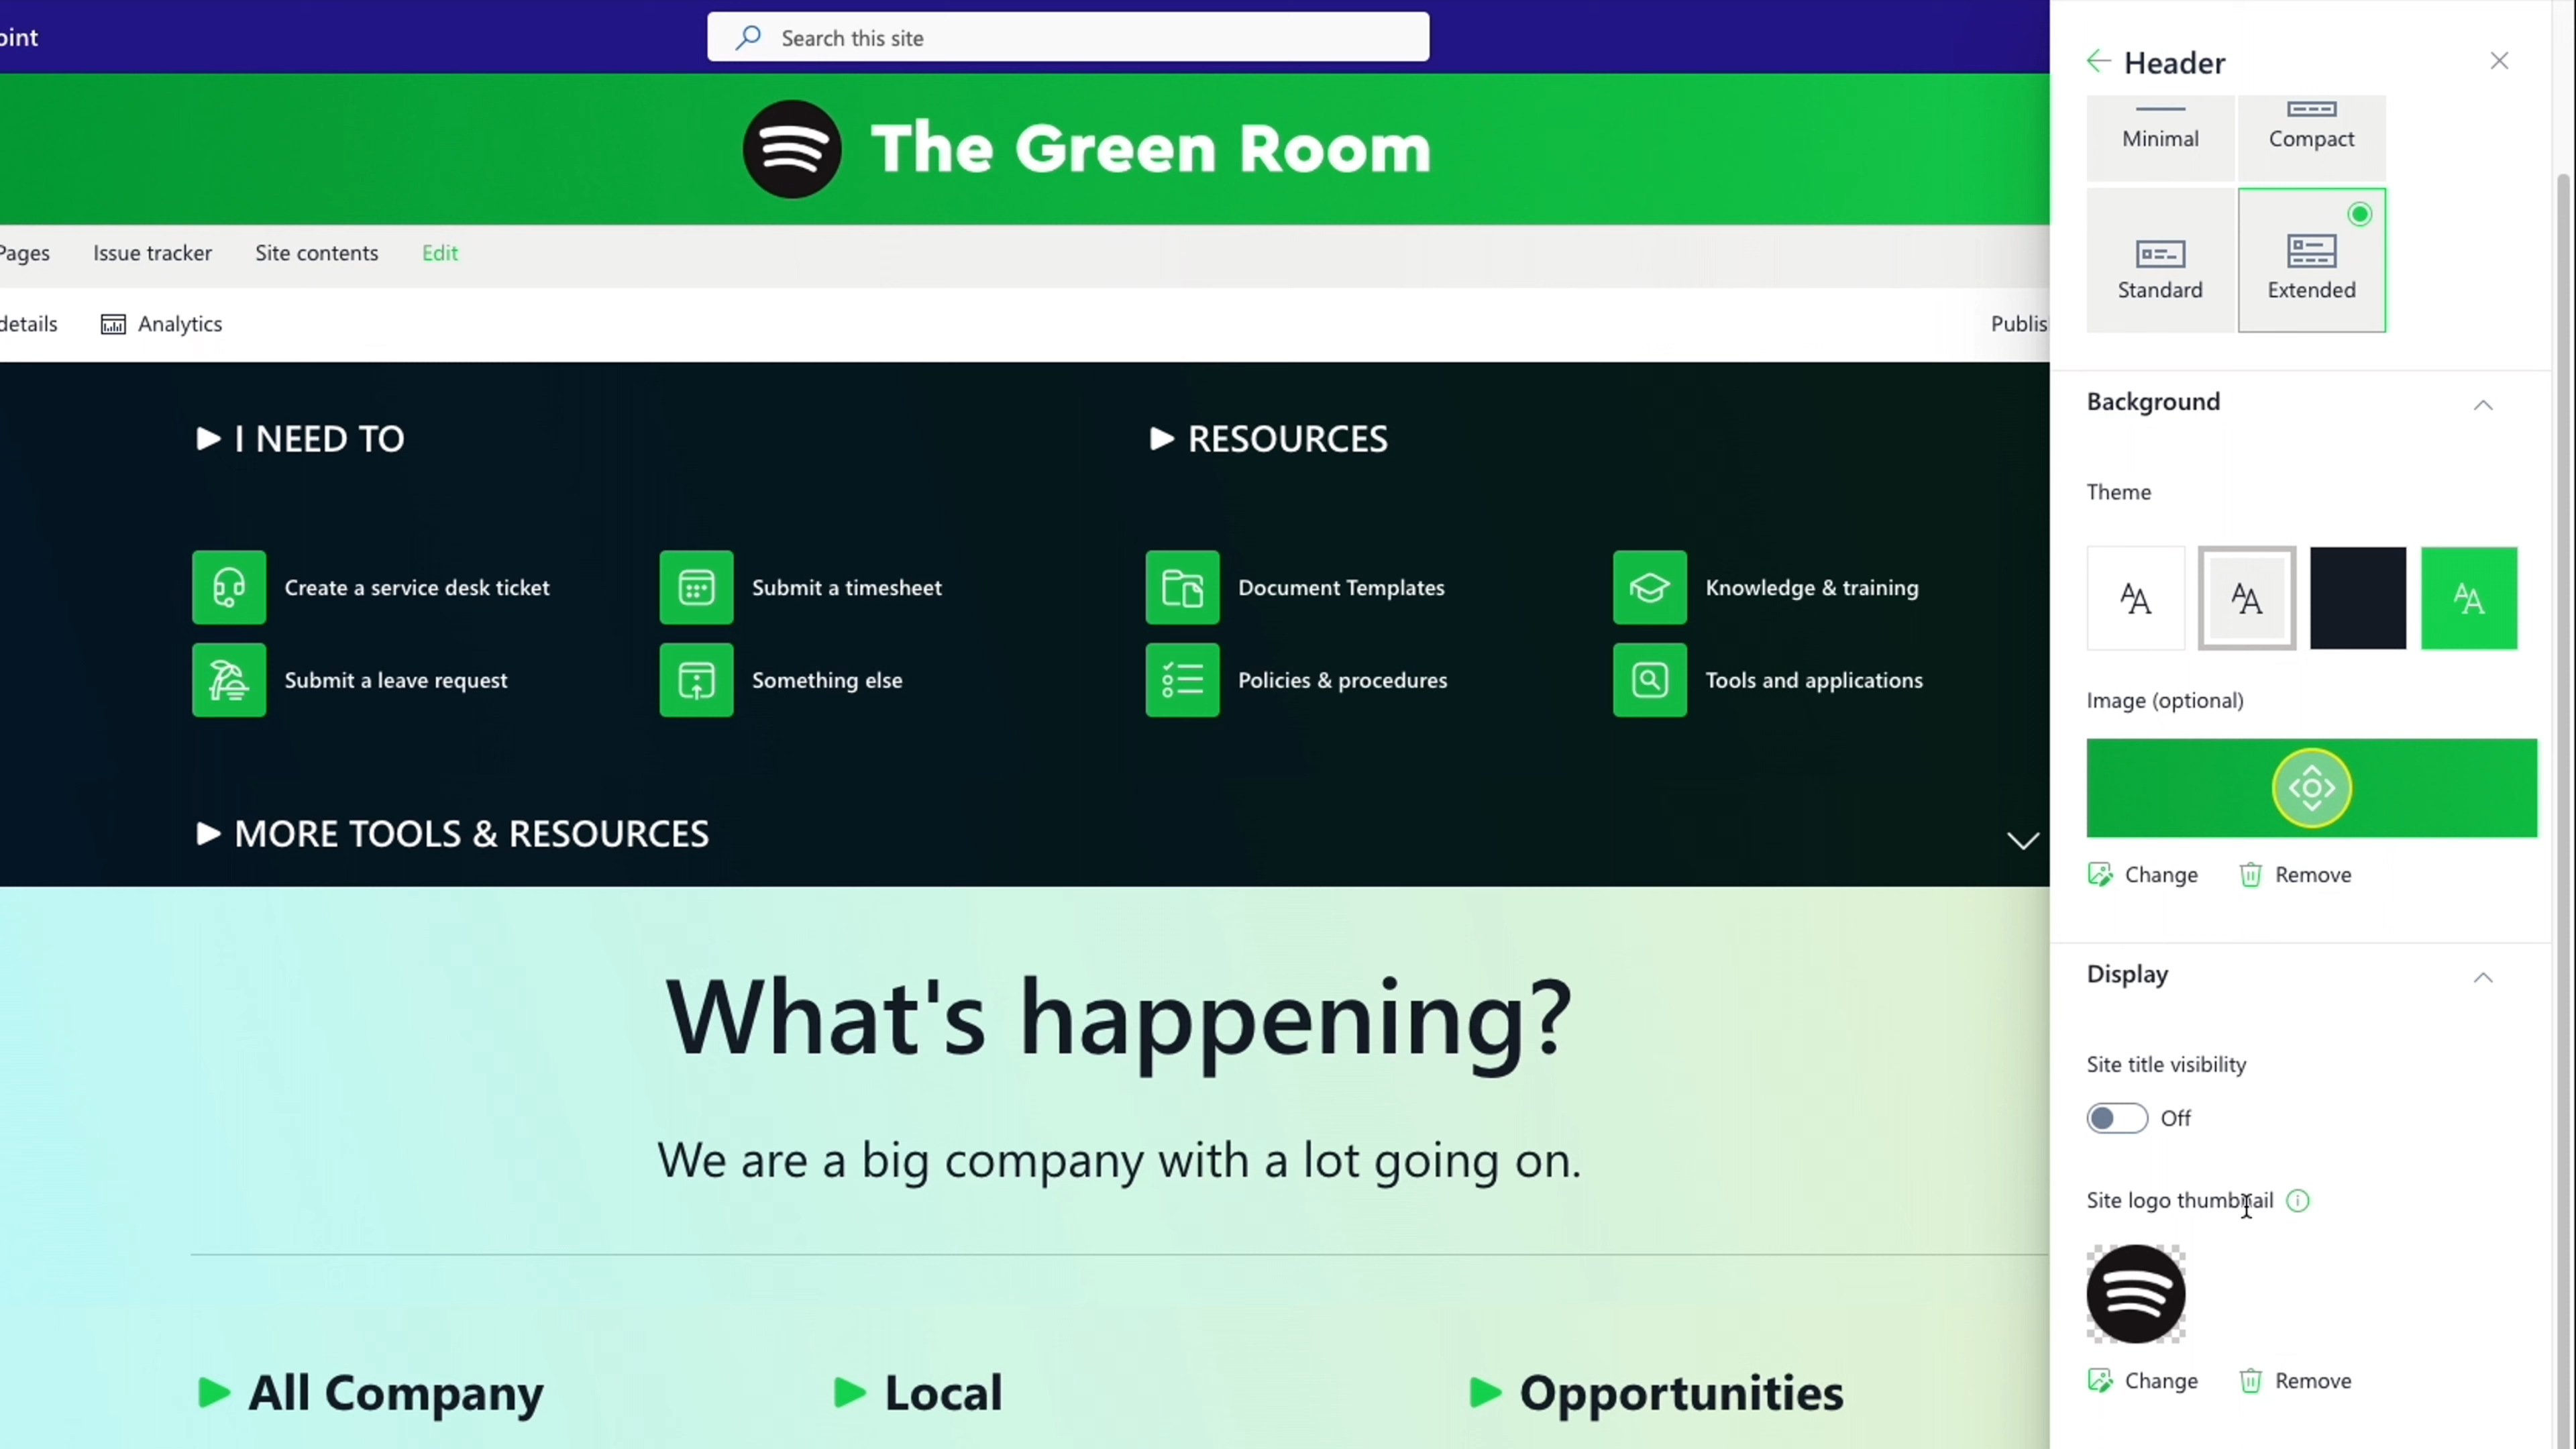 oint
Search this site
The Green Room
Pages Issue tracker Site contents Edit
details Analytics
Publis
▶ I NEED TO
▶ RESOURCES
Create a service desk ticket
Submit a timesheet
Document Templates
Knowledge & training
Submit a leave request
Something else
Policies & procedures
Tools and applications
▶ MORE TOOLS & RESOURCES
What's happening?
We are a big company with a lot going on.
▶ All Company
▶ Local
▶ Opportunities
Header
Minimal
Compact
Standard
Extended
Background
Theme
AA AA AA
Image (optional)
Change Remove
Display
Site title visibility
Off
Site logo thumbnail
Change Remove